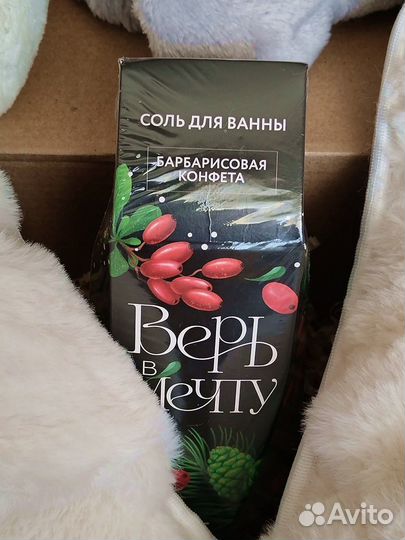 СОЛЬ ДЛЯ ВАННЫ
БАРБАРИСОВАЯ
КОНФЕТА
Верь
в
мечту
Avito